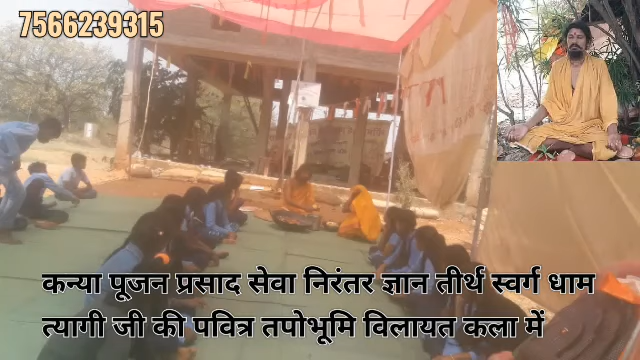 7566239315
कन्या पूजन प्रसाद सेवा निरंतर ज्ञान तीर्थ स्वर्ग धाम
त्यागी जी की पवित्र तपोभूमि विलायत कला में